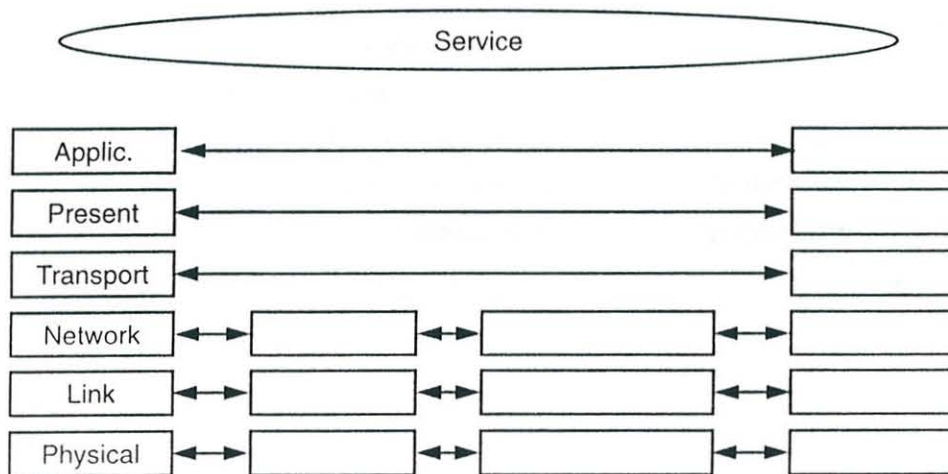 Service
Applic.
Present
Transport
Network
Link
Physical